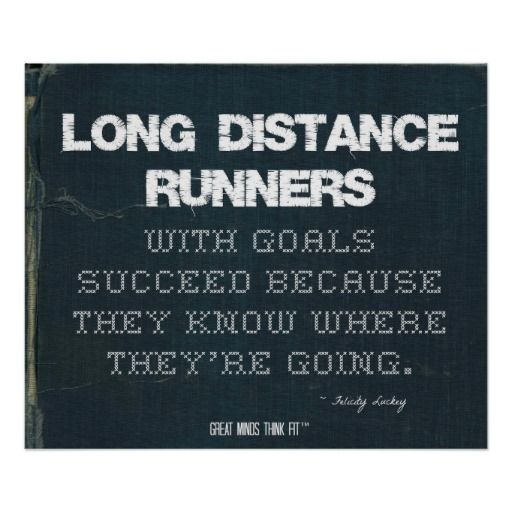 LONG DISTANCE
RUNNERS
WITH GOALS
SUCCEED BECAUSE
THEY KNOW WHERE
THEY'RE GOING.
~ Felicity Luckey
GREAT MINDS THINK FIT™